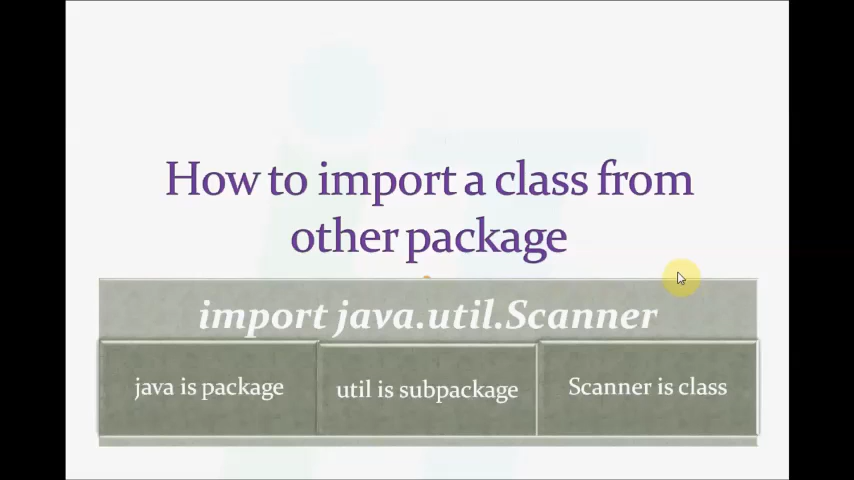 How to import a class from
other package
import java.util.Scanner
java is package
util is subpackage
Scanner is class